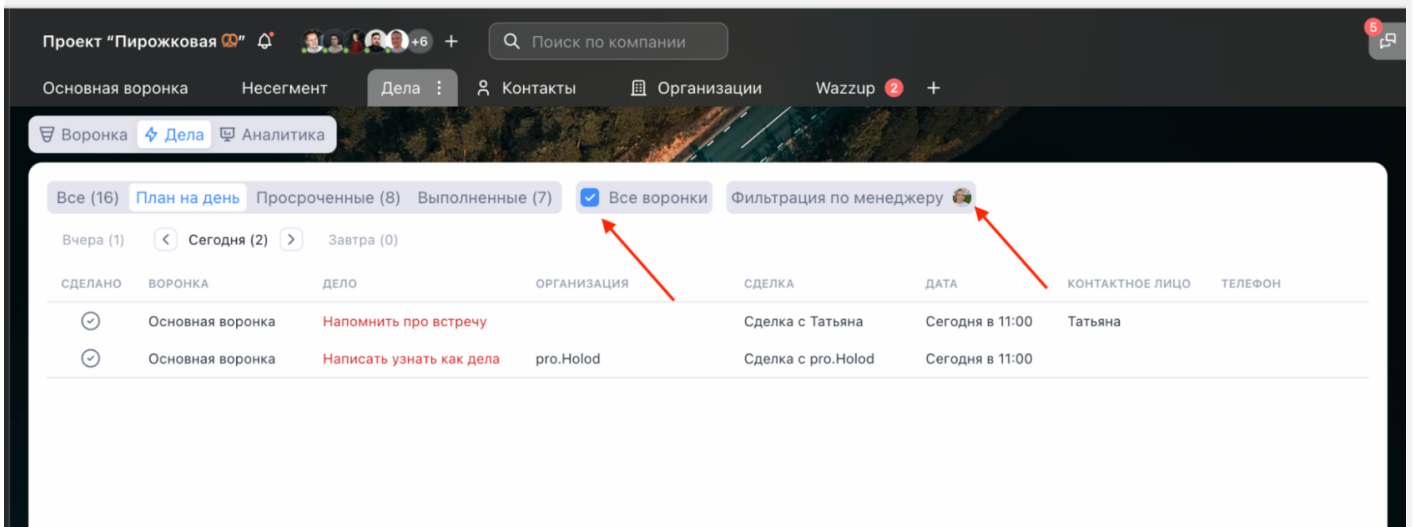 Проект “Пирожковая 🥨” +6 + Поиск по компании 5
Основная воронка Несегмент Дела Контакты Организации Wazzup 2 +
Воронка Дела Аналитика
Все (16) План на день Просроченные (8) Выполненные (7) Все воронки Фильтрация по менеджеру
Вчера (1) < Сегодня (2) > Завтра (0)
СДЕЛАНО ВОРОНКА ДЕЛО ОРГАНИЗАЦИЯ СДЕЛКА ДАТА КОНТАКТНОЕ ЛИЦО ТЕЛЕФОН
Основная воронка Напомнить про встречу Сделка с Татьяна Сегодня в 11:00 Татьяна
Основная воронка Написать узнать как дела pro.Holod Сделка с pro.Holod Сегодня в 11:00